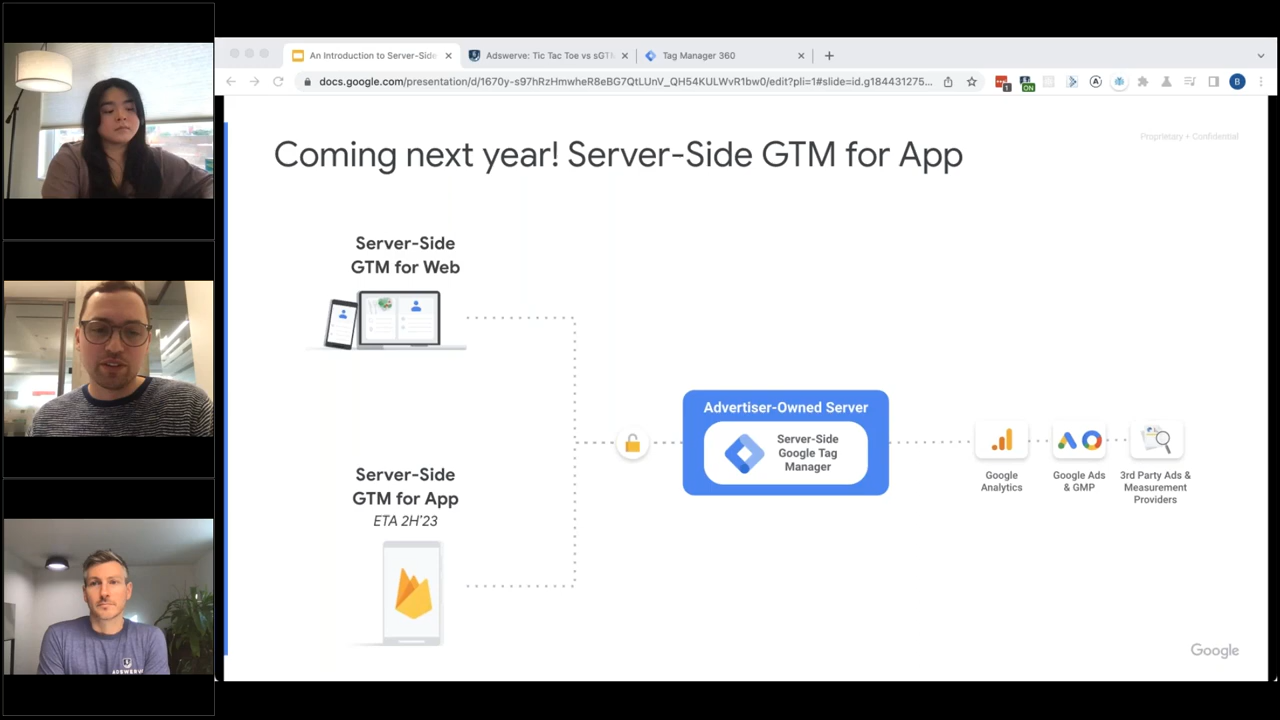 An Introduction to Server-Side
Adswerve: Tic Tac Toe vs sGTM
Tag Manager 360
docs.google.com/presentation/d/1670y-s97hRzHmwheR8eBG7QtLUnV_QH54KULWvR1bw0/edit?pli=1#slide=id.g184431275...
1
ON
A
B
Proprietary + Confidential
Coming next year! Server-Side GTM for App
Server-Side
GTM for Web
Advertiser-Owned Server
Server-Side
Google Tag
Manager
Server-Side
GTM for App
ETA 2H'23
Google
Analytics
Google Ads
& GMP
3rd Party Ads &
Measurement
Providers
Google
ADSWERVE